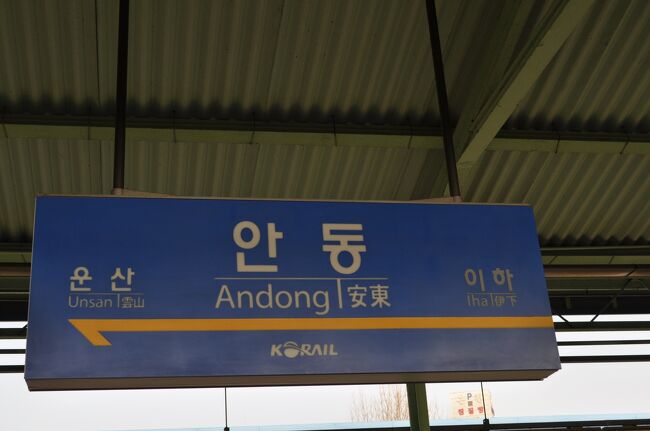 안동
Andong 安東
운산
Unsan 雲山
이하
Iha 伊下
KORAIL
P